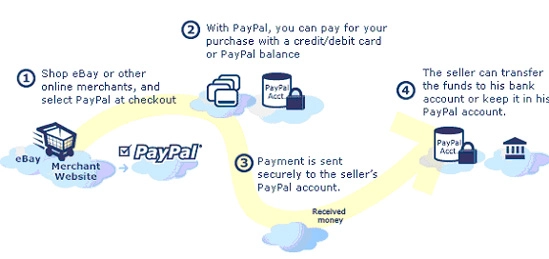 1
Shop eBay or other
online merchants, and
select PayPal at checkout
eBay
Merchant
Website
PayPal
2
With PayPal, you can pay for your
purchase with a credit/debit card
or PayPal balance
PayPal
Acct.
3
Payment is sent
securely to the seller's
PayPal account.
Received
money
4
The seller can transfer
the funds to his bank
account or keep it in his
PayPal account.
PayPal
Acct